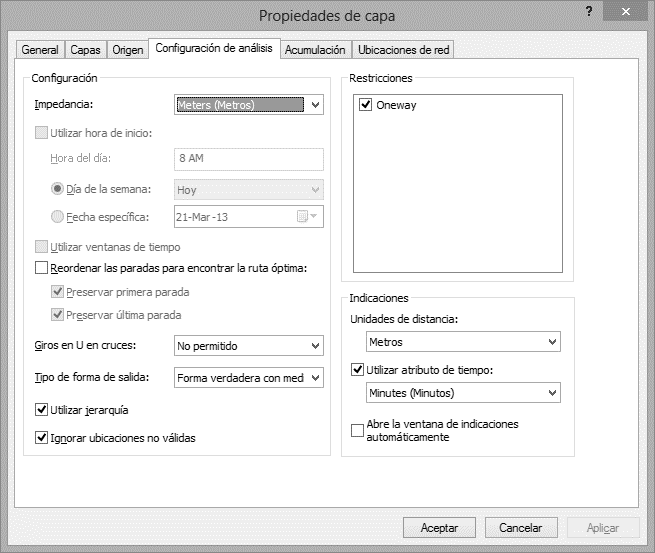 Propiedades de capa
?
General
Capas
Origen
Configuración de análisis
Acumulación
Ubicaciones de red
Configuración
Impedancia:
Meters (Metros)
Utilizar hora de inicio:
Hora del día:
8 AM
Día de la semana:
Hoy
Fecha específica:
21-Mar -13
Utilizar ventanas de tiempo
Reordenar las paradas para encontrar la ruta óptima:
Preservar primera parada
Preservar última parada
Giros en U en cruces:
No permitido
Tipo de forma de salida:
Forma verdadera con med
Utilizar jerarquía
Ignorar ubicaciones no válidas
Restricciones
Oneway
Indicaciones
Unidades de distancia:
Metros
Utilizar atributo de tiempo:
Minutes (Minutos)
Abre la ventana de indicaciones
automáticamente
Aceptar
Cancelar
Aplicar